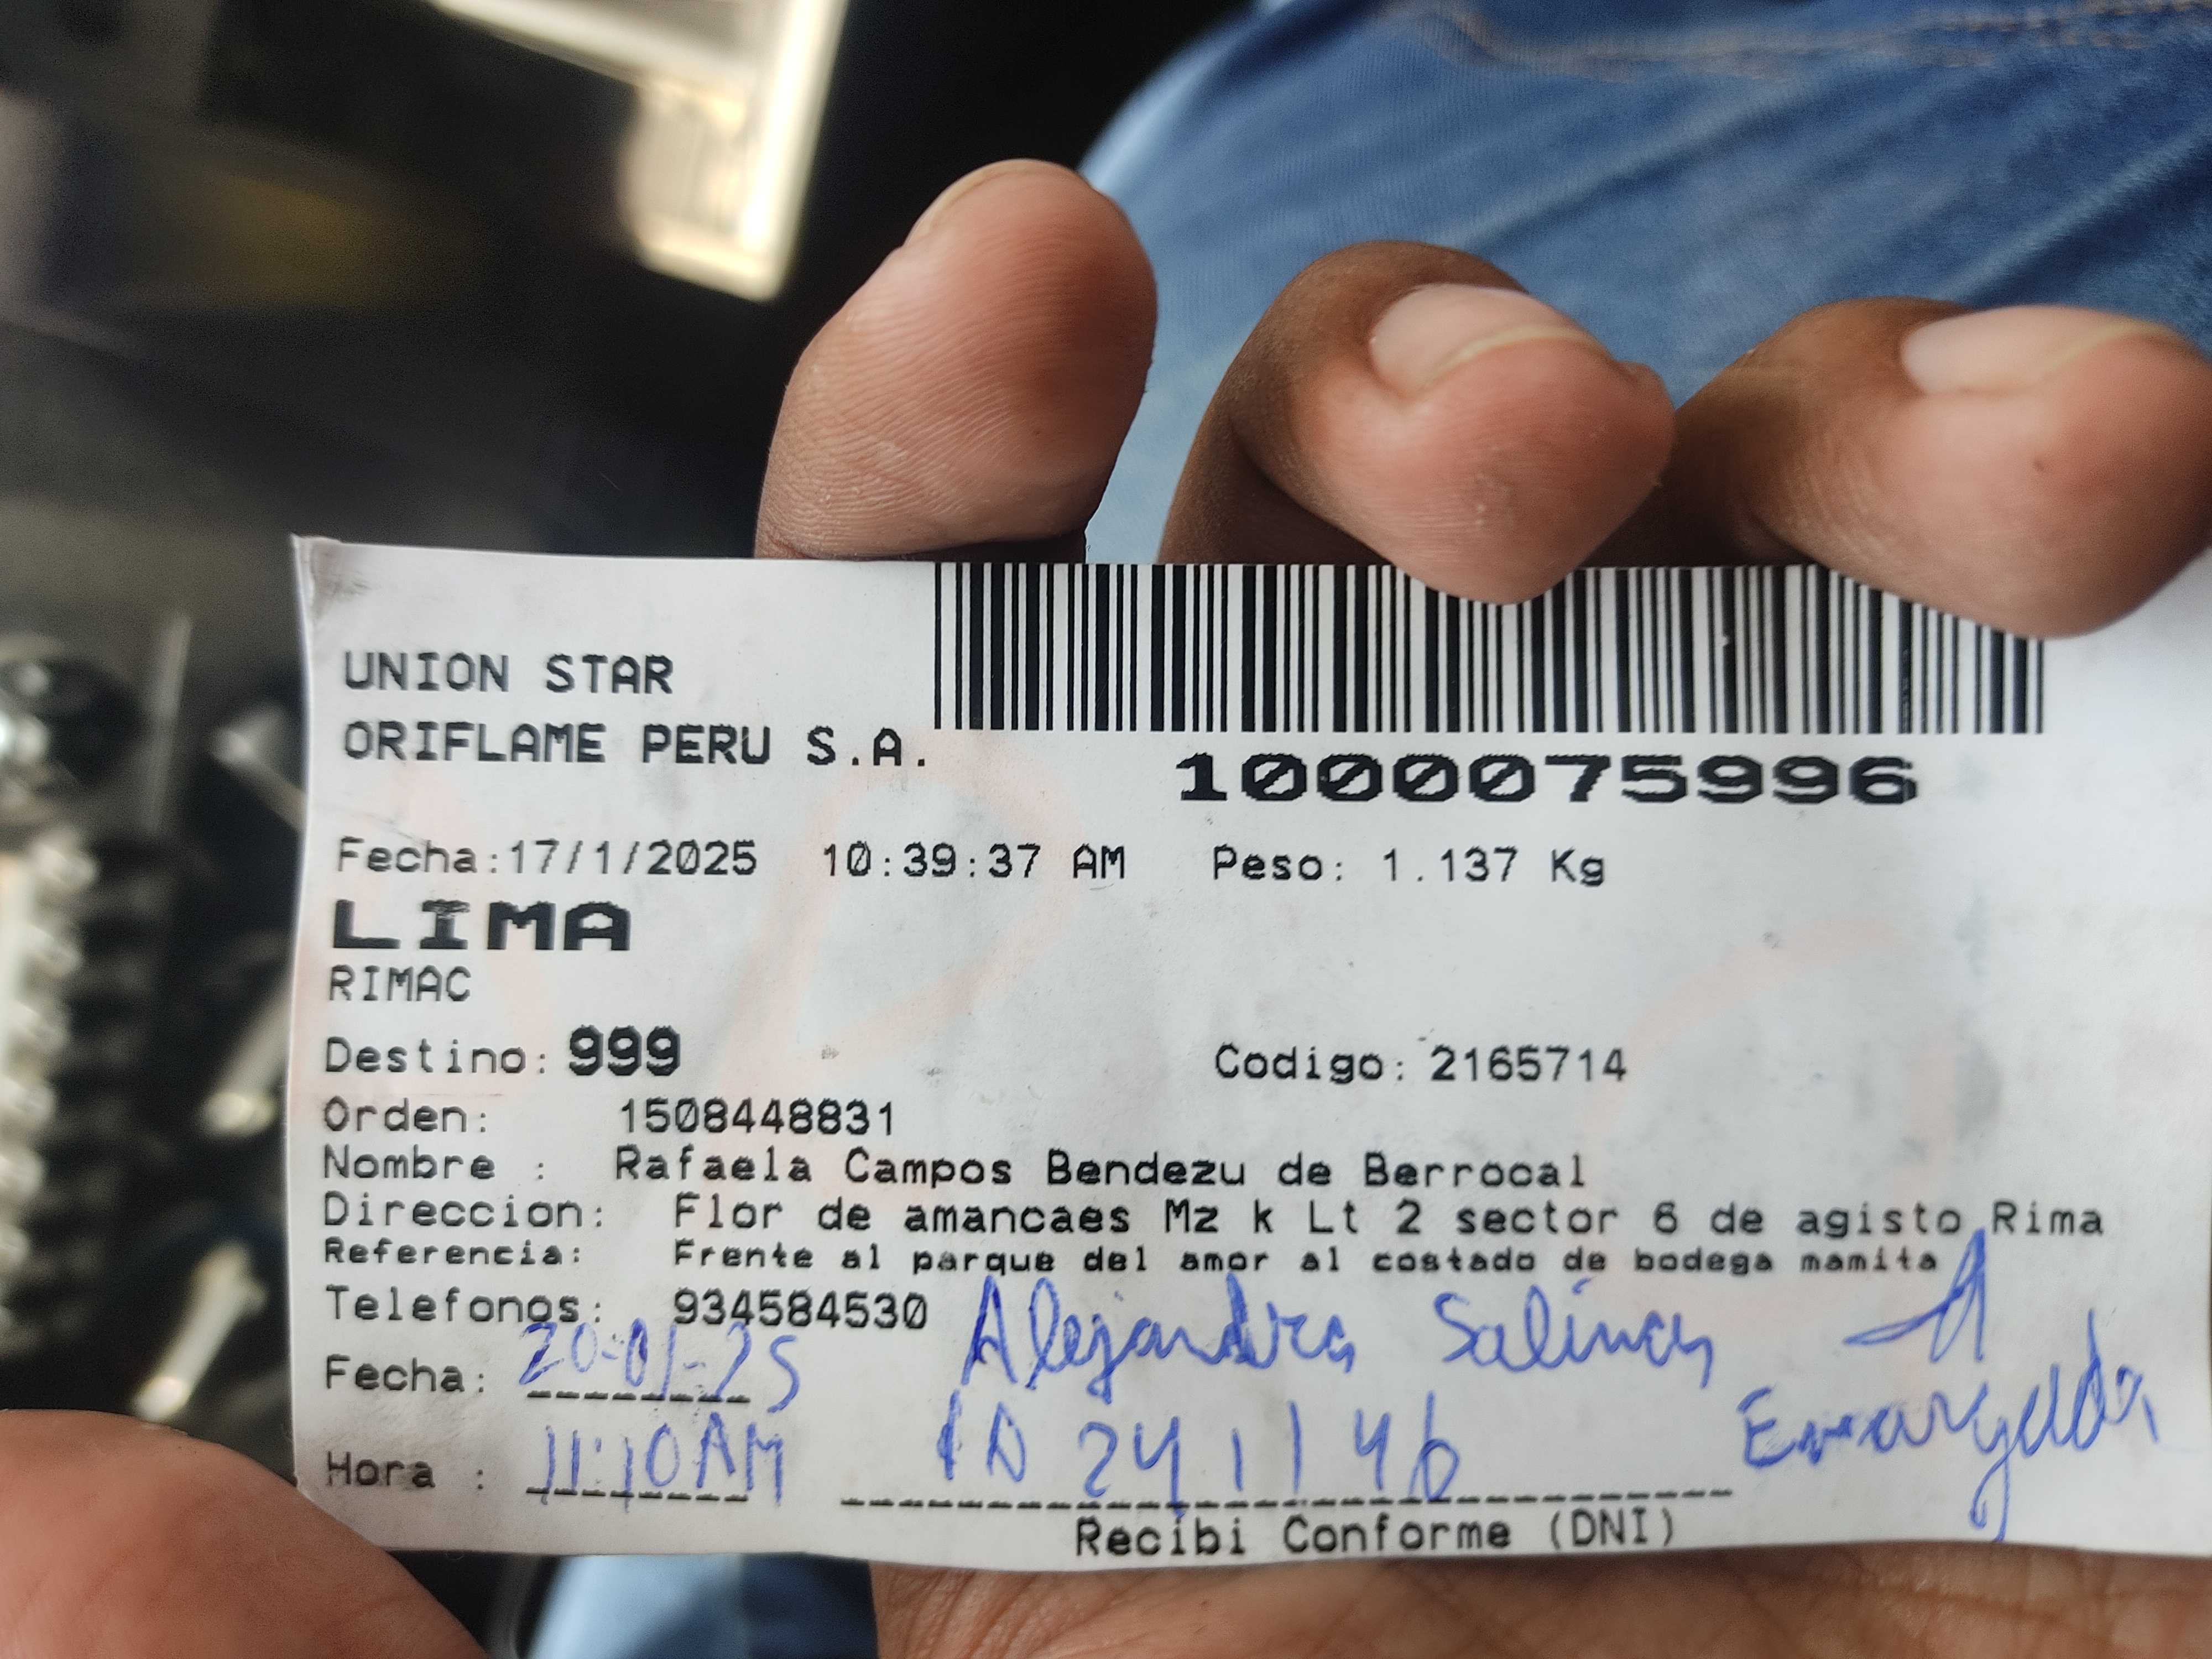 UNION STAR
ORIFLAME PERU S.A.
1000075996
Fecha:17/1/2025 10:39:37 AM Peso: 1.137 Kg
LIMA
RIMAC
Destino: 999 Codigo: 2165714
Orden: 1508448831
Nombre : Rafaela Campos Bendezu de Berrocal
Direccion: Flor de amancaes Mz k Lt 2 sector 6 de agisto Rima
Referencia: Frente al parque del amor al costado de bodega mamita
Telefonos: 934584530
Fecha: 20-01-25 Alejandra Salinas
Hora : 11:10 AM 10 241146
Recibi Conforme (DNI)